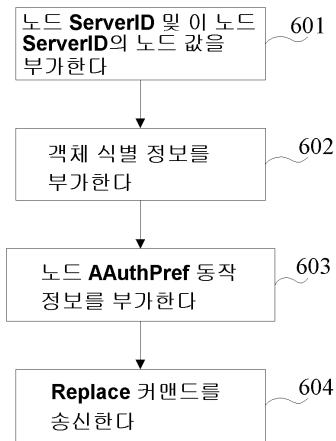 노드 ServerID 및 이 노드
ServerID의 노드 값을
부가한다
601
객체 식별 정보를
부가한다
602
노드 AAuthPref 동작
정보를 부가한다
603
Replace 커맨드를
송신한다
604